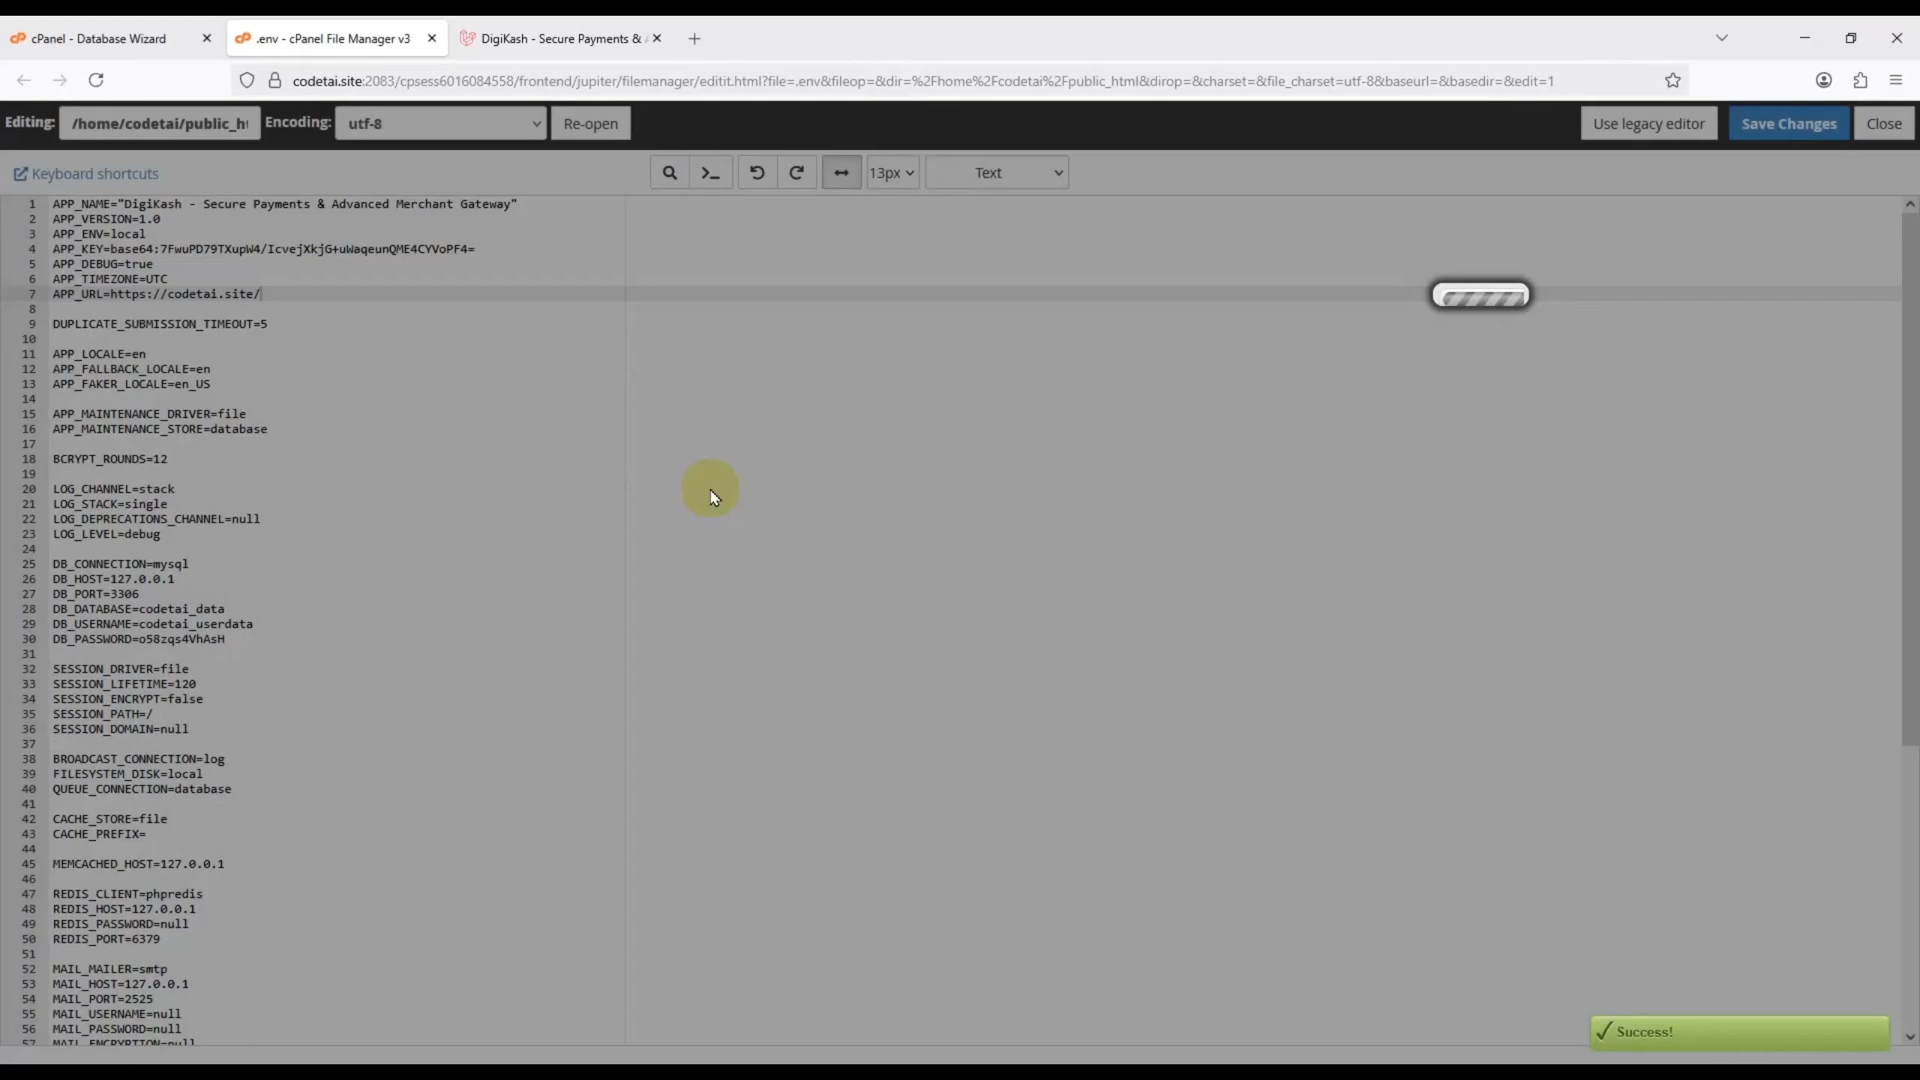 cPanel - Database Wizard
.env - cPanel File Manager v3
DigiKash - Secure Payments &
codetai.site:2083/cpsess6016084558/frontend/jupiter/filemanager/editit.html?file=.env&fileop=&dir=%2Fhome%2Fcodetai%2Fpublic_html&dirop=&charset=&file_charset=utf-8&baseurl=&basedir=&edit=1
Editing: /home/codetai/public_ht Encoding: utf-8 Re-open Use legacy editor Save Changes Close
Keyboard shortcuts 13px Text
1 APP_NAME="DigiKash - Secure Payments & Advanced Merchant Gateway"
2 APP_VERSION=1.0
3 APP_ENV=local
4 APP_KEY=base64:7FwuPD79TXupW4/IcvejXkjG+uWaqeunQME4CYVoPF4=
5 APP_DEBUG=true
6 APP_TIMEZONE=UTC
7 APP_URL=https://codetai.site/
8
9 DUPLICATE_SUBMISSION_TIMEOUT=5
10
11 APP_LOCALE=en
12 APP_FALLBACK_LOCALE=en
13 APP_FAKER_LOCALE=en_US
14
15 APP_MAINTENANCE_DRIVER=file
16 APP_MAINTENANCE_STORE=database
17
18 BCRYPT_ROUNDS=12
19
20 LOG_CHANNEL=stack
21 LOG_STACK=single
22 LOG_DEPRECATIONS_CHANNEL=null
23 LOG_LEVEL=debug
24
25 DB_CONNECTION=mysql
26 DB_HOST=127.0.0.1
27 DB_PORT=3306
28 DB_DATABASE=codetai_data
29 DB_USERNAME=codetai_userdata
30 DB_PASSWORD=o58zqs4VhAsH
31
32 SESSION_DRIVER=file
33 SESSION_LIFETIME=120
34 SESSION_ENCRYPT=false
35 SESSION_PATH=/
36 SESSION_DOMAIN=null
37
38 BROADCAST_CONNECTION=log
39 FILESYSTEM_DISK=local
40 QUEUE_CONNECTION=database
41
42 CACHE_STORE=file
43 CACHE_PREFIX=
44
45 MEMCACHED_HOST=127.0.0.1
46
47 REDIS_CLIENT=phpredis
48 REDIS_HOST=127.0.0.1
49 REDIS_PASSWORD=null
50 REDIS_PORT=6379
51
52 MAIL_MAILER=smtp
53 MAIL_HOST=127.0.0.1
54 MAIL_PORT=2525
55 MAIL_USERNAME=null
56 MAIL_PASSWORD=null
57 MAIL_ENCRYPTION=null
Success!